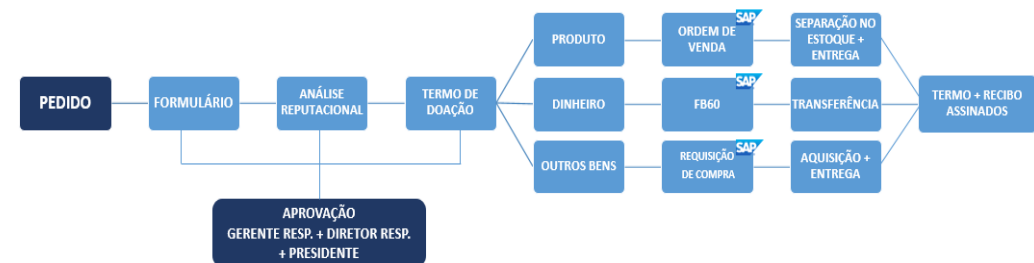 PEDIDO
FORMULÁRIO
ANÁLISE
REPUTACIONAL
TERMO DE
DOAÇÃO
PRODUTO
SAP
ORDEM DE
VENDA
SEPARAÇÃO NO
ESTOQUE +
ENTREGA
DINHEIRO
SAP
FB60
TRANSFERÊNCIA
OUTROS BENS
SAP
REQUISIÇÃO
DE COMPRA
AQUISIÇÃO +
ENTREGA
TERMO + RECIBO
ASSINADOS
APROVAÇÃO
GERENTE RESP. + DIRETOR RESP.
+ PRESIDENTE